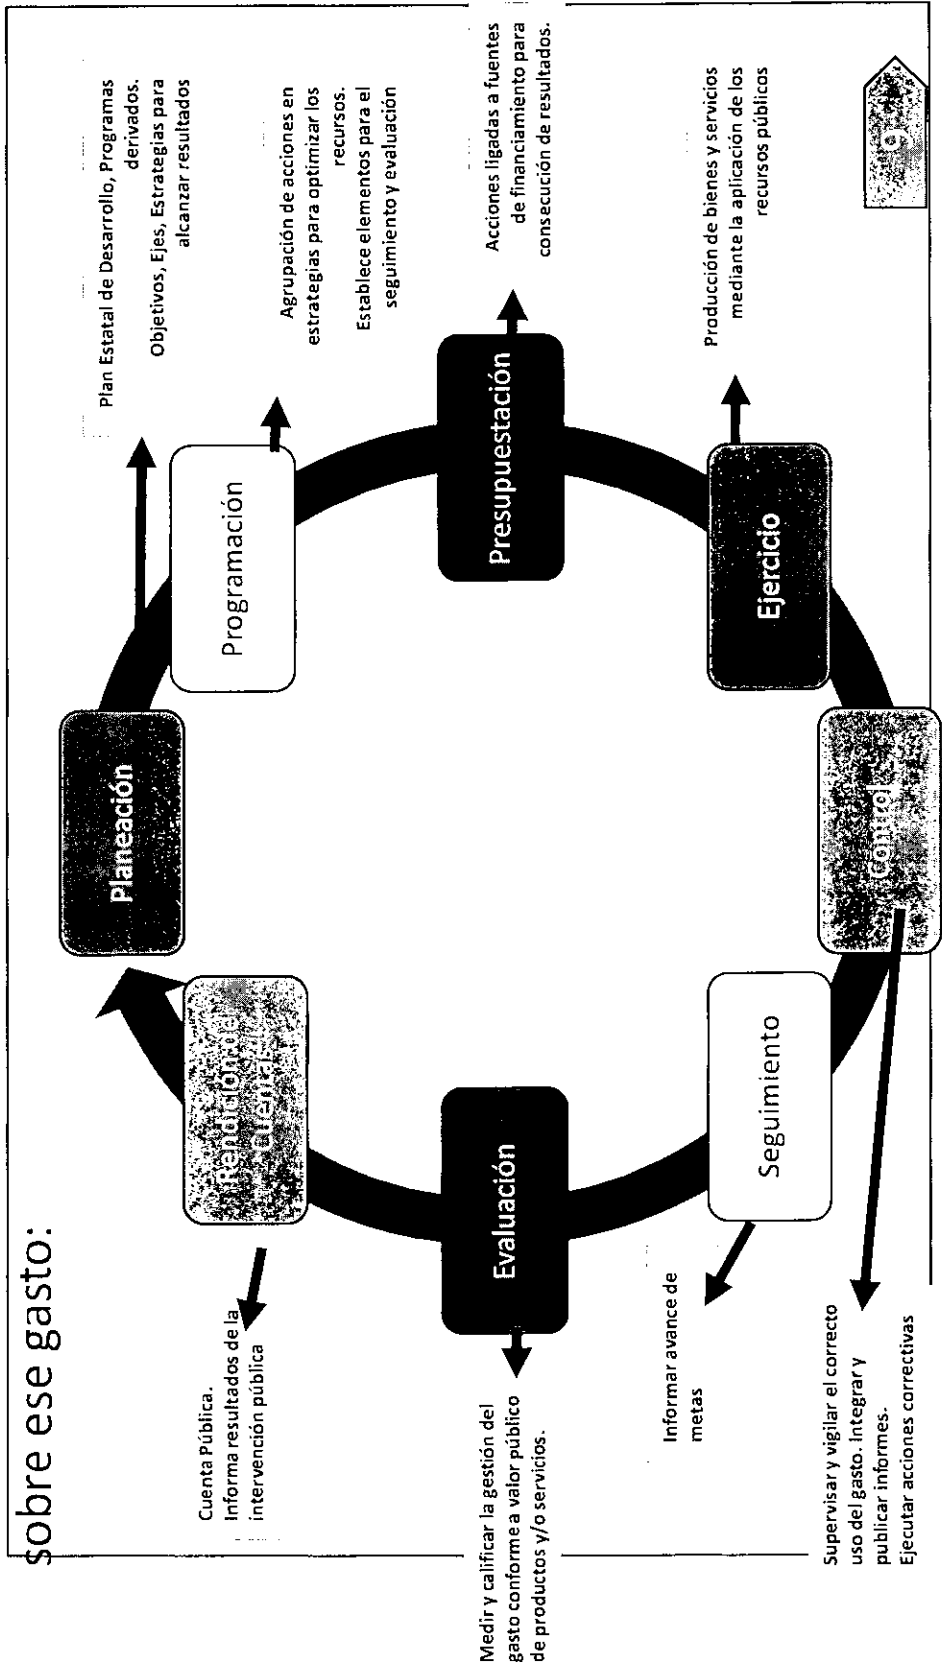 sobre ese gasto:
Planeación
Plan Estatal de Desarrollo, Programas
derivados.
Objetivos, Ejes, Estrategias para
alcanzar resultados
Programación
Agrupación de acciones en
estrategias para optimizar los
recursos.
Establece elementos para el
seguimiento y evaluación
Presupuestación
Acciones ligadas a fuentes
de financiamiento para
consecución de resultados.
Ejercicio
Producción de bienes y servicios
mediante la aplicación de los
recursos públicos
Control
Supervisar y vigilar el correcto
uso del gasto. Integrar y
publicar informes.
Ejecutar acciones correctivas
Seguimiento
Informar avance de
metas
Evaluación
Medir y calificar la gestión del
gasto conforme a valor público
de productos y/o servicios.
Rendición de
Cuentas
Cuenta Pública.
Informa resultados de la
intervención pública